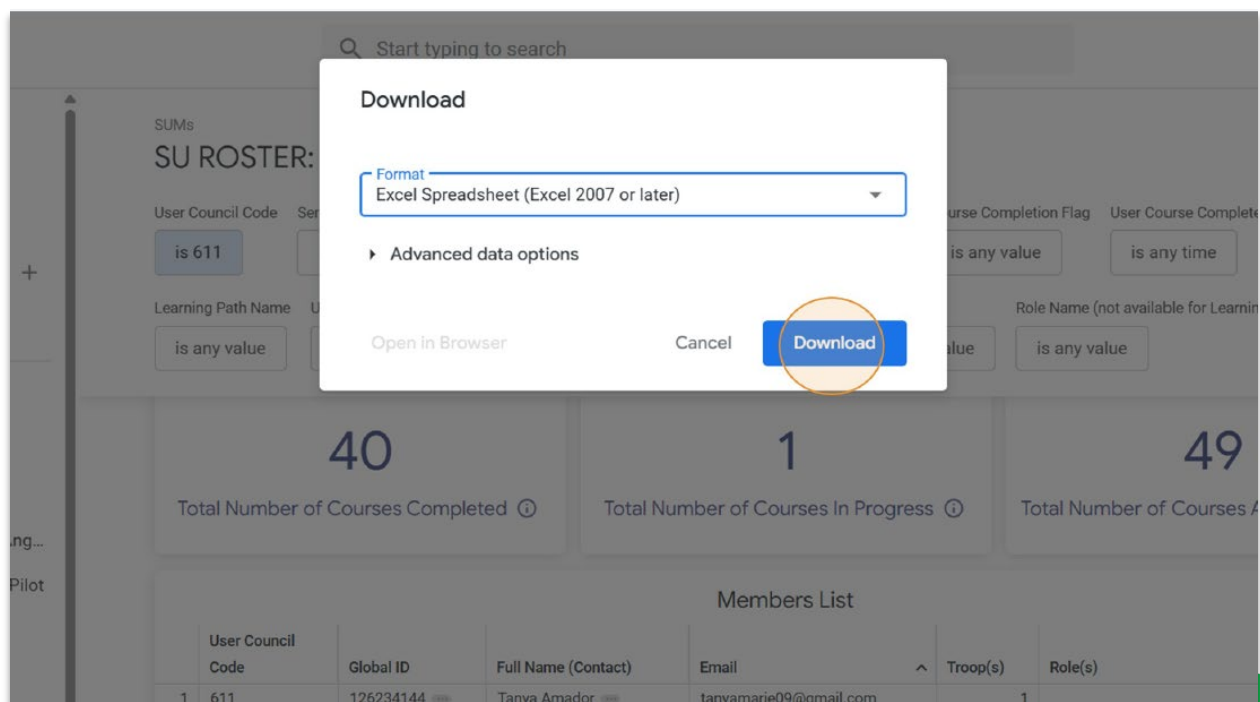 Start typing to search
Download
SUMs
SU ROSTER:
Format
Excel Spreadsheet (Excel 2007 or later)
User Council Code Ser urse Completion Flag User Course Complete
is 611 is any value is any time
Advanced data options
Learning Path Name U Role Name (not available for Learnin
is any value alue is any value
Open in Browser Cancel Download
40 1 49
Total Number of Courses Completed Total Number of Courses In Progress Total Number of Courses A
.ng...
Pilot
Members List
User Council
Code Global ID Full Name (Contact) Email Troop(s) Role(s)
1 611 126234144 Tanya Amador tanyamarie09@gmail.com 1